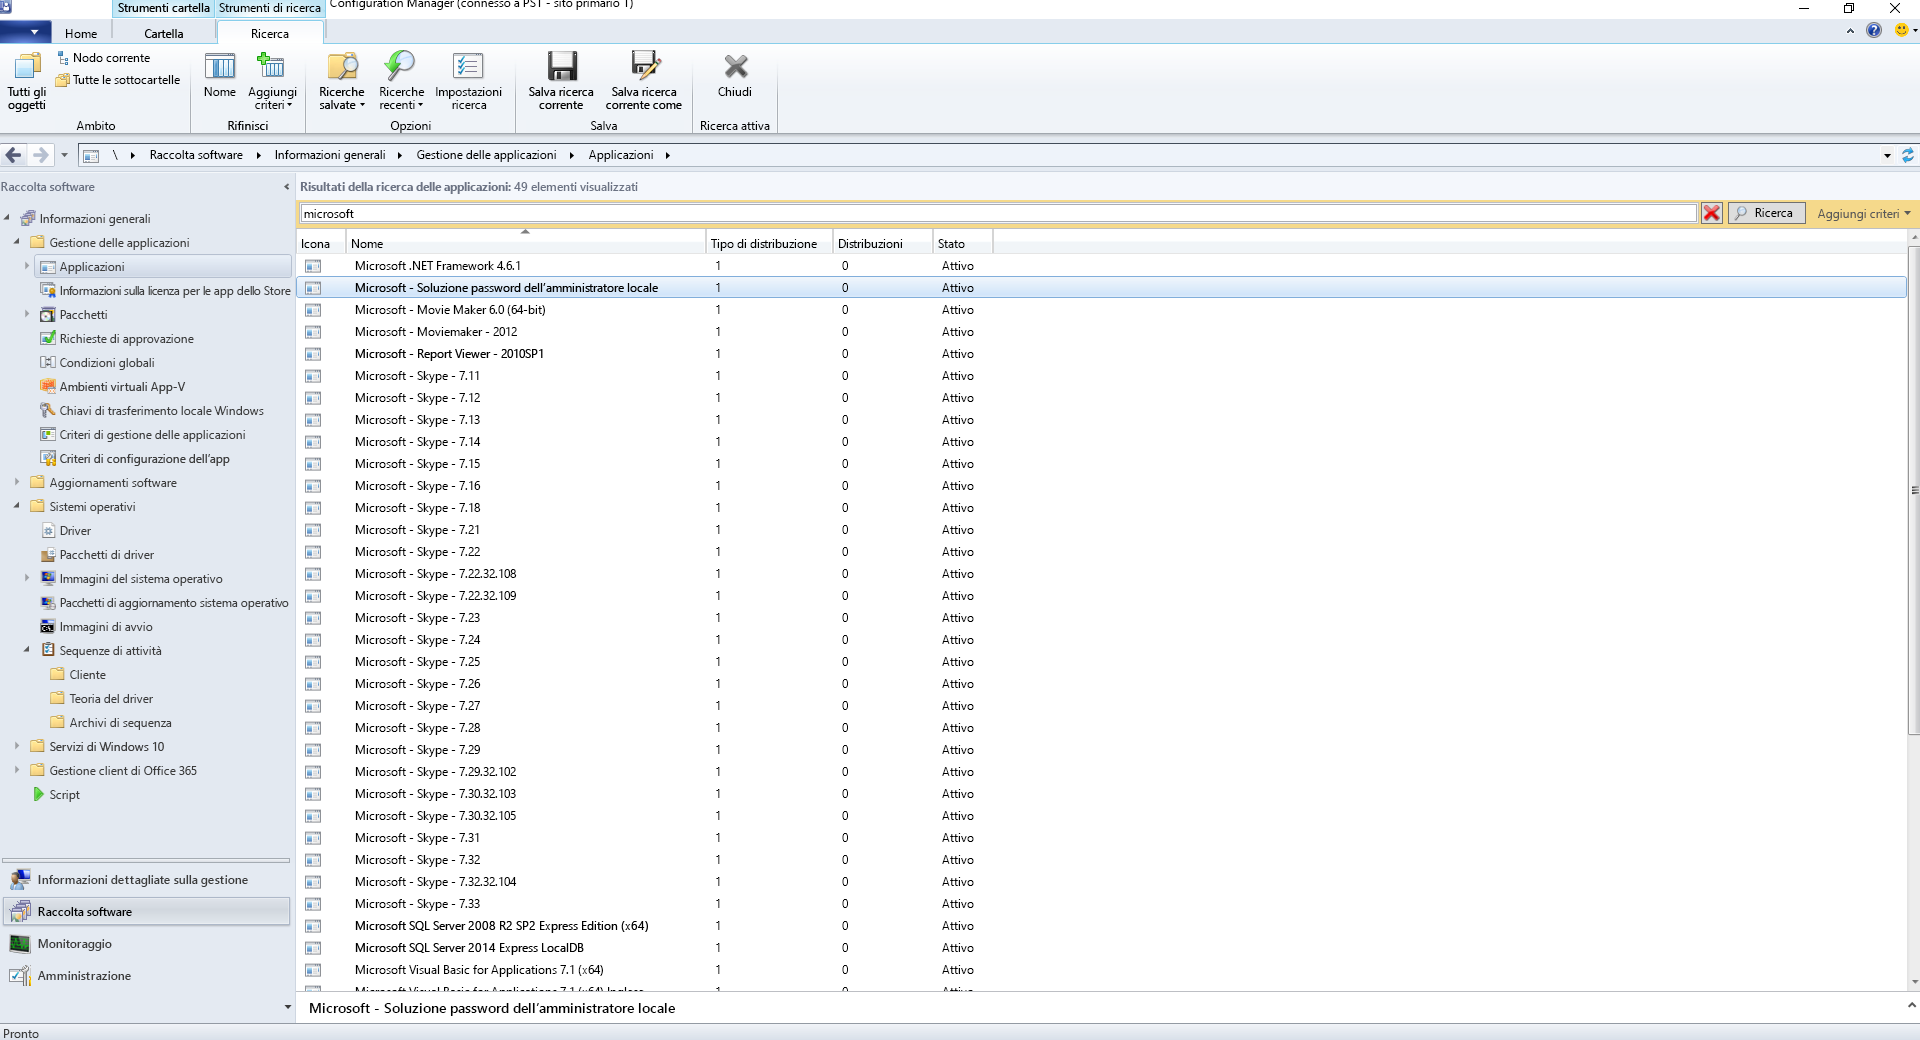 Strumenti cartella Strumenti di ricerca Configuration Manager (connesso a PS1 - sito primario 1)
Home Cartella Ricerca
Tutti gli oggetti
Nodo corrente
Tutte le sottocartelle
Ambito
Nome
Aggiungi criteri
Rifinisci
Ricerche salvate
Ricerche recenti
Impostazioni ricerca
Opzioni
Salva ricerca corrente
Salva ricerca corrente come
Salva
Chiudi
Ricerca attiva
\ Raccolta software Informazioni generali Gestione delle applicazioni Applicazioni
Raccolta software
Informazioni generali
Gestione delle applicazioni
Applicazioni
Informazioni sulla licenza per le app dello Store
Pacchetti
Richieste di approvazione
Condizioni globali
Ambienti virtuali App-V
Chiavi di trasferimento locale Windows
Criteri di gestione delle applicazioni
Criteri di configurazione dell'app
Aggiornamenti software
Sistemi operativi
Driver
Pacchetti di driver
Immagini del sistema operativo
Pacchetti di aggiornamento sistema operativo
Immagini di avvio
Sequenze di attività
Cliente
Teoria del driver
Archivi di sequenza
Servizi di Windows 10
Gestione client di Office 365
Script
Informazioni dettagliate sulla gestione
Raccolta software
Monitoraggio
Amministrazione
Risultati della ricerca delle applicazioni: 49 elementi visualizzati
microsoft Ricerca Aggiungi criteri
Icona Nome Tipo di distribuzione Distribuzioni Stato
Microsoft .NET Framework 4.6.1 1 0 Attivo
Microsoft - Soluzione password dell'amministratore locale 1 0 Attivo
Microsoft - Movie Maker 6.0 (64-bit) 1 0 Attivo
Microsoft - Moviemaker - 2012 1 0 Attivo
Microsoft - Report Viewer - 2010SP1 1 0 Attivo
Microsoft - Skype - 7.11 1 0 Attivo
Microsoft - Skype - 7.12 1 0 Attivo
Microsoft - Skype - 7.13 1 0 Attivo
Microsoft - Skype - 7.14 1 0 Attivo
Microsoft - Skype - 7.15 1 0 Attivo
Microsoft - Skype - 7.16 1 0 Attivo
Microsoft - Skype - 7.18 1 0 Attivo
Microsoft - Skype - 7.21 1 0 Attivo
Microsoft - Skype - 7.22 1 0 Attivo
Microsoft - Skype - 7.22.32.108 1 0 Attivo
Microsoft - Skype - 7.22.32.109 1 0 Attivo
Microsoft - Skype - 7.23 1 0 Attivo
Microsoft - Skype - 7.24 1 0 Attivo
Microsoft - Skype - 7.25 1 0 Attivo
Microsoft - Skype - 7.26 1 0 Attivo
Microsoft - Skype - 7.27 1 0 Attivo
Microsoft - Skype - 7.28 1 0 Attivo
Microsoft - Skype - 7.29 1 0 Attivo
Microsoft - Skype - 7.29.32.102 1 0 Attivo
Microsoft - Skype - 7.30.32.103 1 0 Attivo
Microsoft - Skype - 7.30.32.105 1 0 Attivo
Microsoft - Skype - 7.31 1 0 Attivo
Microsoft - Skype - 7.32 1 0 Attivo
Microsoft - Skype - 7.32.32.104 1 0 Attivo
Microsoft - Skype - 7.33 1 0 Attivo
Microsoft SQL Server 2008 R2 SP2 Express Edition (x64) 1 0 Attivo
Microsoft SQL Server 2014 Express LocalDB 1 0 Attivo
Microsoft Visual Basic for Applications 7.1 (x64) 1 0 Attivo
Microsoft Visual Basic for Applications 7.1 (x64) Inglese 1 0 Attivo
Microsoft - Soluzione password dell'amministratore locale
Pronto